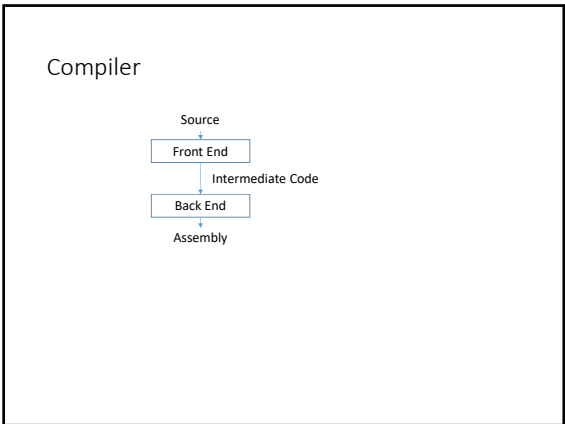 Compiler
Source
Front End
Intermediate Code
Back End
Assembly